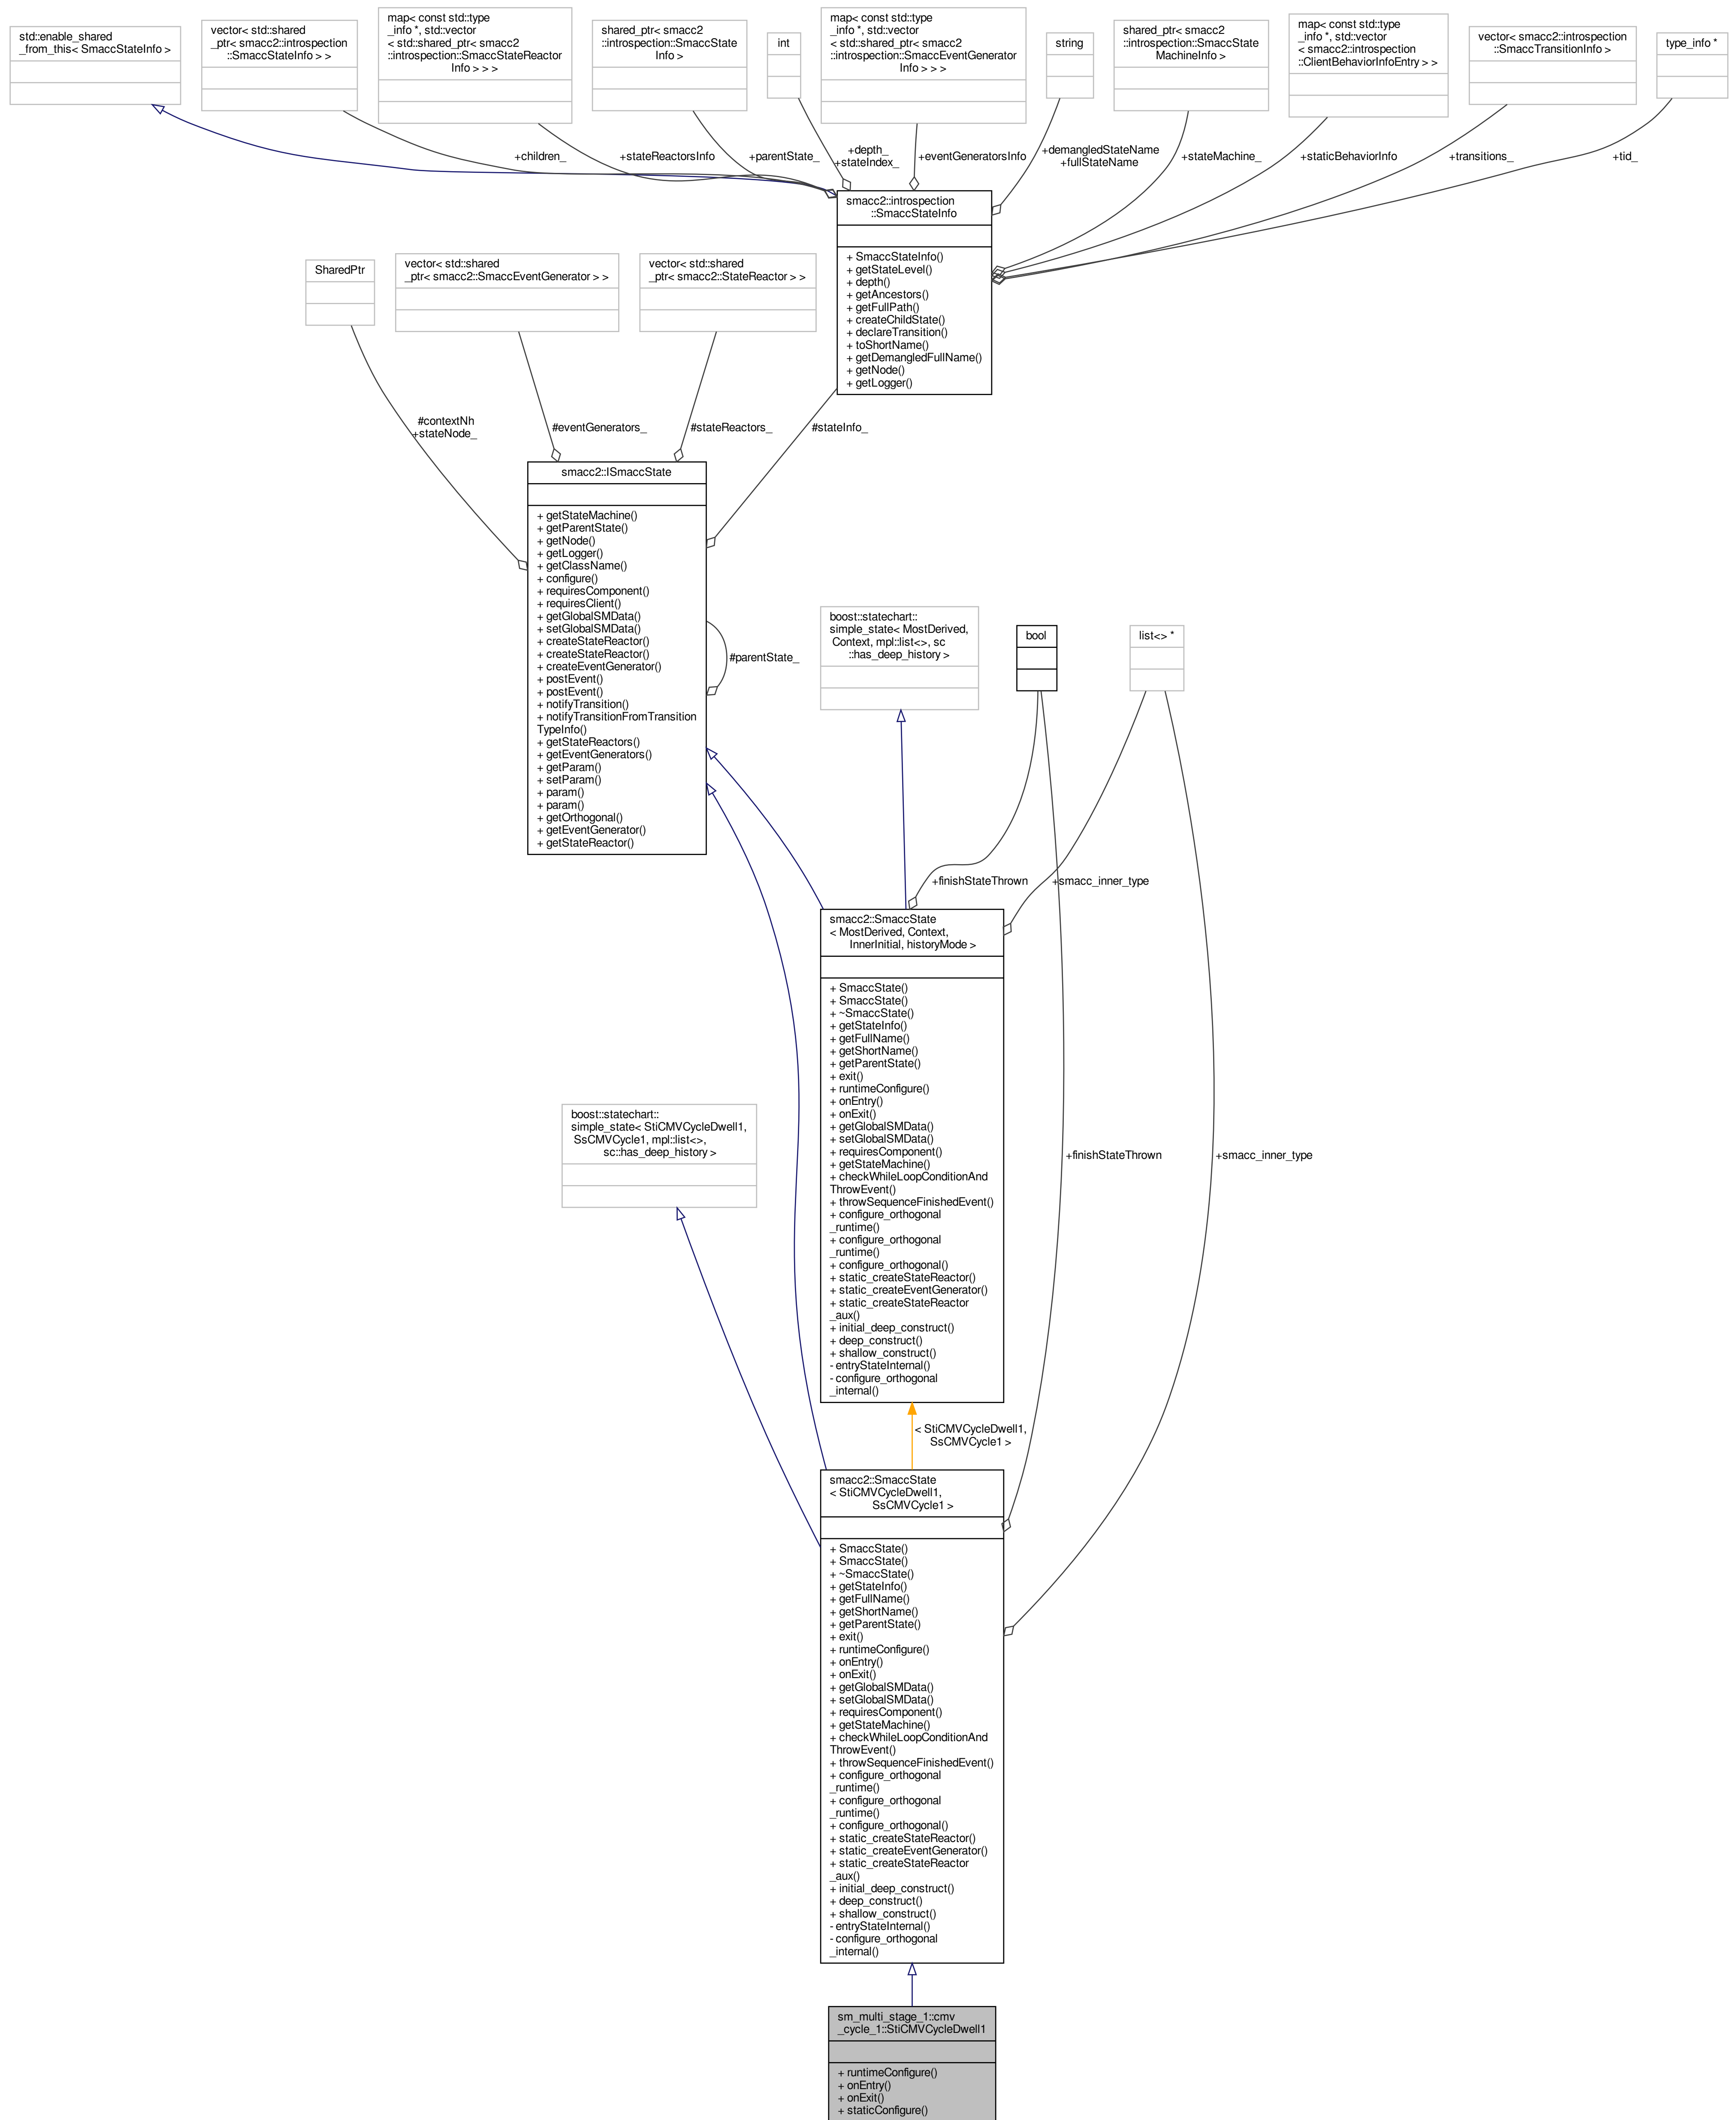 std::enable_shared
_from_this< SmaccStateInfo >
vector< std::shared
_ptr< smacc2::introspection
::SmaccStateInfo > >
map< const std::type
_info *, std::vector
< std::shared_ptr< smacc2
::introspection::SmaccStateReactor
Info > > >
shared_ptr< smacc2
::introspection::SmaccState
Info >
int
map< const std::type
_info *, std::vector
< std::shared_ptr< smacc2
::introspection::SmaccEventGenerator
Info > > >
string
shared_ptr< smacc2
::introspection::SmaccState
MachineInfo >
map< const std::type
_info *, std::vector
< smacc2::introspection
::ClientBehaviorInfoEntry > >
vector< smacc2::introspection
::SmaccTransitionInfo >
type_info *
+children_
+stateReactorsInfo
+parentState_
+depth_
+stateIndex_
+eventGeneratorsInfo
+demangledStateName
+fullStateName
+stateMachine_
+staticBehaviorInfo
+transitions_
+tid_
smacc2::introspection
::SmaccStateInfo
+ SmaccStateInfo()
+ getStateLevel()
+ depth()
+ getAncestors()
+ getFullPath()
+ createChildState()
+ declareTransition()
+ toShortName()
+ getDemangledFullName()
+ getNode()
+ getLogger()
SharedPtr
vector< std::shared
_ptr< smacc2::SmaccEventGenerator > >
vector< std::shared
_ptr< smacc2::StateReactor > >
#contextNh
+stateNode_
#eventGenerators_
#stateReactors_
#stateInfo_
smacc2::ISmaccState
+ getStateMachine()
+ getParentState()
+ getNode()
+ getLogger()
+ getClassName()
+ configure()
+ requiresComponent()
+ requiresClient()
+ getGlobalSMData()
+ setGlobalSMData()
+ createStateReactor()
+ createStateReactor()
+ createEventGenerator()
+ postEvent()
+ postEvent()
+ notifyTransition()
+ notifyTransitionFromTransition
TypeInfo()
+ getStateReactors()
+ getEventGenerators()
+ getParam()
+ setParam()
+ param()
+ param()
+ getOrthogonal()
+ getEventGenerator()
+ getStateReactor()
#parentState_
boost::statechart::
simple_state< MostDerived,
Context, mpl::list<>, sc
::has_deep_history >
bool
list<> *
+finishStateThrown
+smacc_inner_type
smacc2::SmaccState
< MostDerived, Context,
InnerInitial, historyMode >
+ SmaccState()
+ SmaccState()
+ ~SmaccState()
+ getStateInfo()
+ getFullName()
+ getShortName()
+ getParentState()
+ exit()
+ runtimeConfigure()
+ onEntry()
+ onExit()
+ getGlobalSMData()
+ setGlobalSMData()
+ requiresComponent()
+ getStateMachine()
+ checkWhileLoopConditionAnd
ThrowEvent()
+ throwSequenceFinishedEvent()
+ configure_orthogonal
_runtime()
+ configure_orthogonal
_runtime()
+ configure_orthogonal()
+ static_createStateReactor()
+ static_createEventGenerator()
+ static_createStateReactor
_aux()
+ initial_deep_construct()
+ deep_construct()
+ shallow_construct()
- entryStateInternal()
- configure_orthogonal
_internal()
boost::statechart::
simple_state< StiCMVCycleDwell1,
SsCMVCycle1, mpl::list<>,
sc::has_deep_history >
+finishStateThrown
+smacc_inner_type
< StiCMVCycleDwell1,
SsCMVCycle1 >
smacc2::SmaccState
< StiCMVCycleDwell1,
SsCMVCycle1 >
+ SmaccState()
+ SmaccState()
+ ~SmaccState()
+ getStateInfo()
+ getFullName()
+ getShortName()
+ getParentState()
+ exit()
+ runtimeConfigure()
+ onEntry()
+ onExit()
+ getGlobalSMData()
+ setGlobalSMData()
+ requiresComponent()
+ getStateMachine()
+ checkWhileLoopConditionAnd
ThrowEvent()
+ throwSequenceFinishedEvent()
+ configure_orthogonal
_runtime()
+ configure_orthogonal
_runtime()
+ configure_orthogonal()
+ static_createStateReactor()
+ static_createEventGenerator()
+ static_createStateReactor
_aux()
+ initial_deep_construct()
+ deep_construct()
+ shallow_construct()
- entryStateInternal()
- configure_orthogonal
_internal()
sm_multi_stage_1::cmv
_cycle_1::StiCMVCycleDwell1
+ runtimeConfigure()
+ onEntry()
+ onExit()
+ staticConfigure()